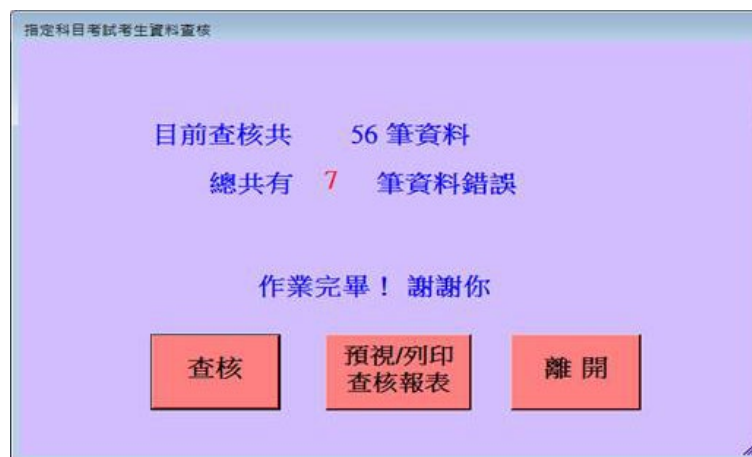 指定科目考試考生資料查核
目前查核共 56 筆資料
總共有 7 筆資料錯誤
作業完畢！ 謝謝你
查核
預視/列印
查核報表
離 開